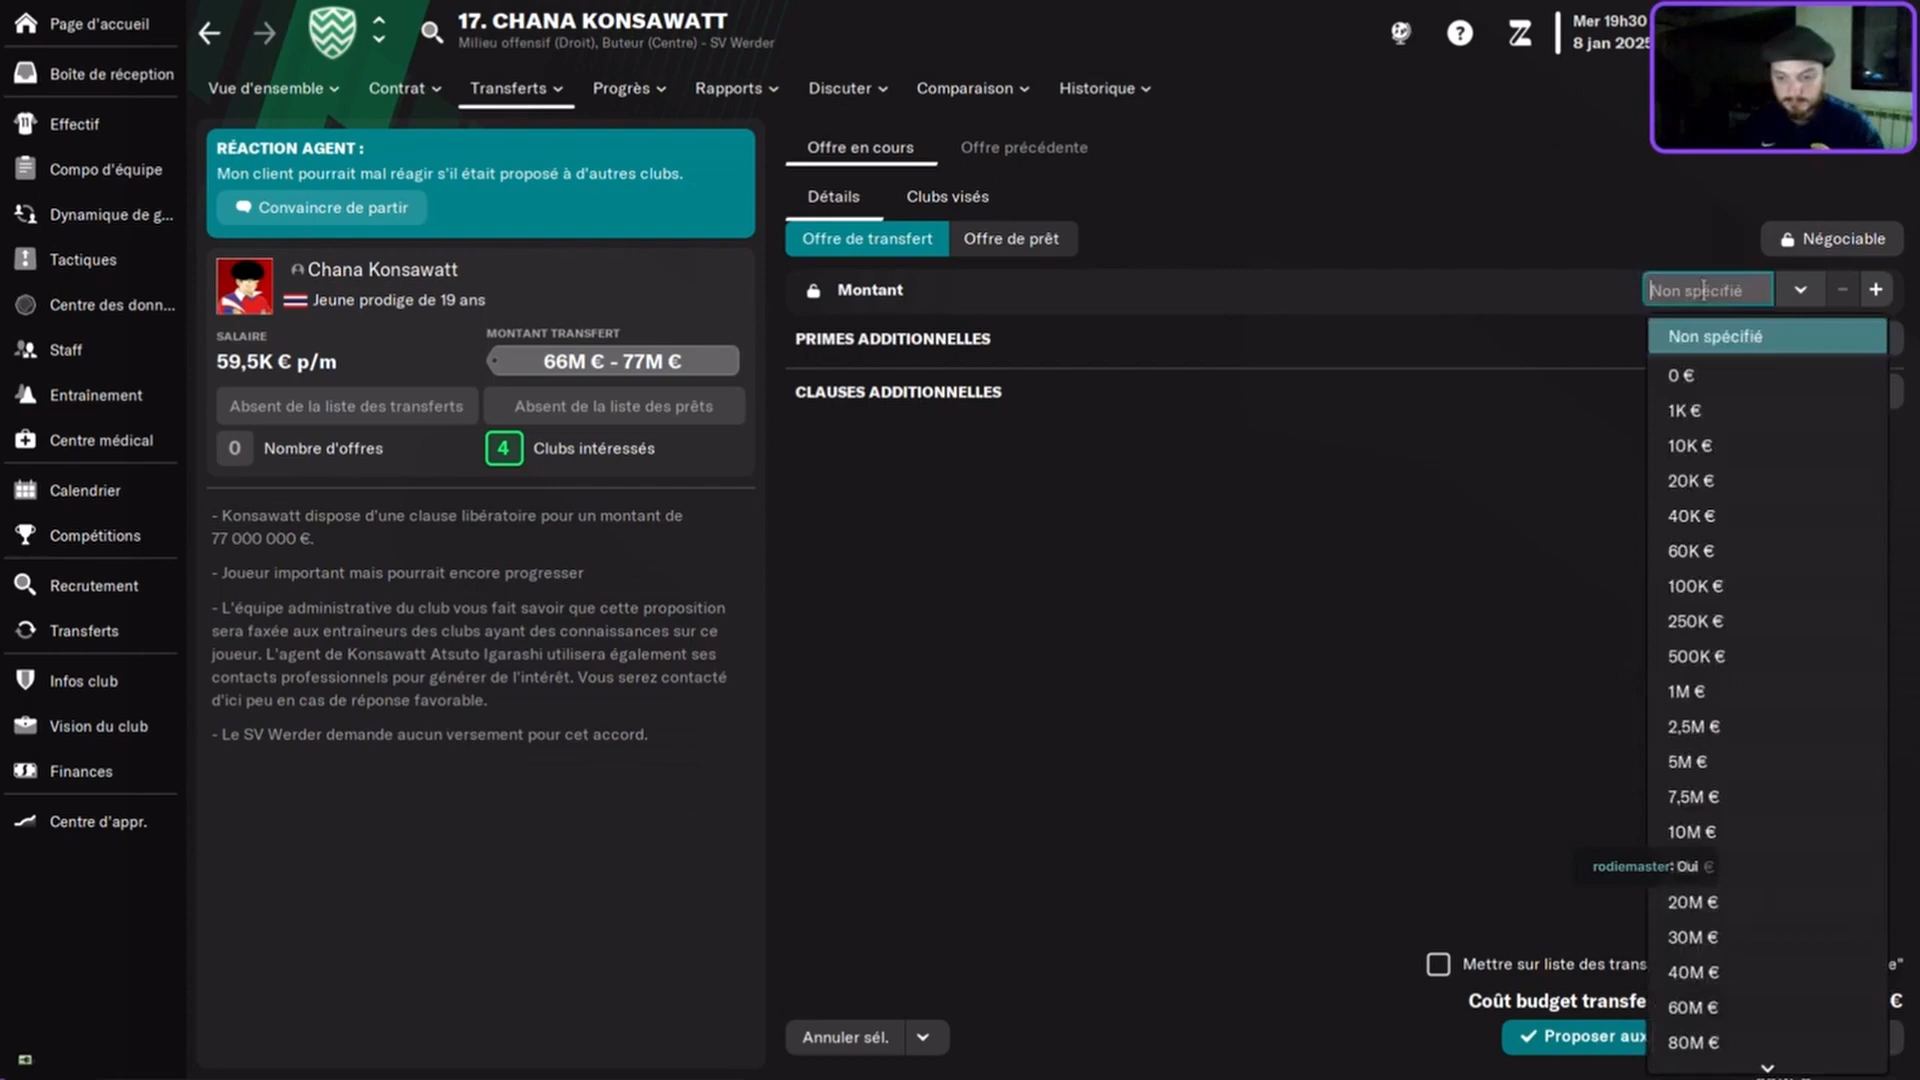 Page d'accueil
Boîte de réception
Effectif
Compo d'équipe
Dynamique de g...
Tactiques
Centre des donn...
Staff
Entraînement
Centre médical
Calendrier
Compétitions
Recrutement
Transferts
Infos club
Vision du club
Finances
Centre d'appr.
17. CHANA KONSAWATT
Milieu offensif (Droit), Buteur (Centre) - SV Werder
Mer 19h30
8 jan 2025
Vue d'ensemble
Contrat
Transferts
Progrès
Rapports
Discuter
Comparaison
Historique
RÉACTION AGENT :
Mon client pourrait mal réagir s'il était proposé à d'autres clubs.
Convaincre de partir
Chana Konsawatt
Jeune prodige de 19 ans
SALAIRE
59,5K € p/m
MONTANT TRANSFERT
66M € - 77M €
Absent de la liste des transferts
Absent de la liste des prêts
0 Nombre d'offres
4 Clubs intéressés
- Konsawatt dispose d'une clause libératoire pour un montant de
77 000 000 €.
- Joueur important mais pourrait encore progresser
- L'équipe administrative du club vous fait savoir que cette proposition
sera faxée aux entraîneurs des clubs ayant des connaissances sur ce
joueur. L'agent de Konsawatt Atsuto Igarashi utilisera également ses
contacts professionnels pour générer de l'intérêt. Vous serez contacté
d'ici peu en cas de réponse favorable.
- Le SV Werder demande aucun versement pour cet accord.
Offre en cours
Offre précédente
Détails
Clubs visés
Offre de transfert
Offre de prêt
Négociable
Montant
Non spécifié
PRIMES ADDITIONNELLES
CLAUSES ADDITIONNELLES
Non spécifié
0 €
1K €
10K €
20K €
40K €
60K €
100K €
250K €
500K €
1M €
2,5M €
5M €
7,5M €
10M €
rodiemaster: Oui €
20M €
30M €
40M €
60M €
80M €
Mettre sur liste des trans
e"
Coût budget transfe
€
Annuler sél.
Proposer aux